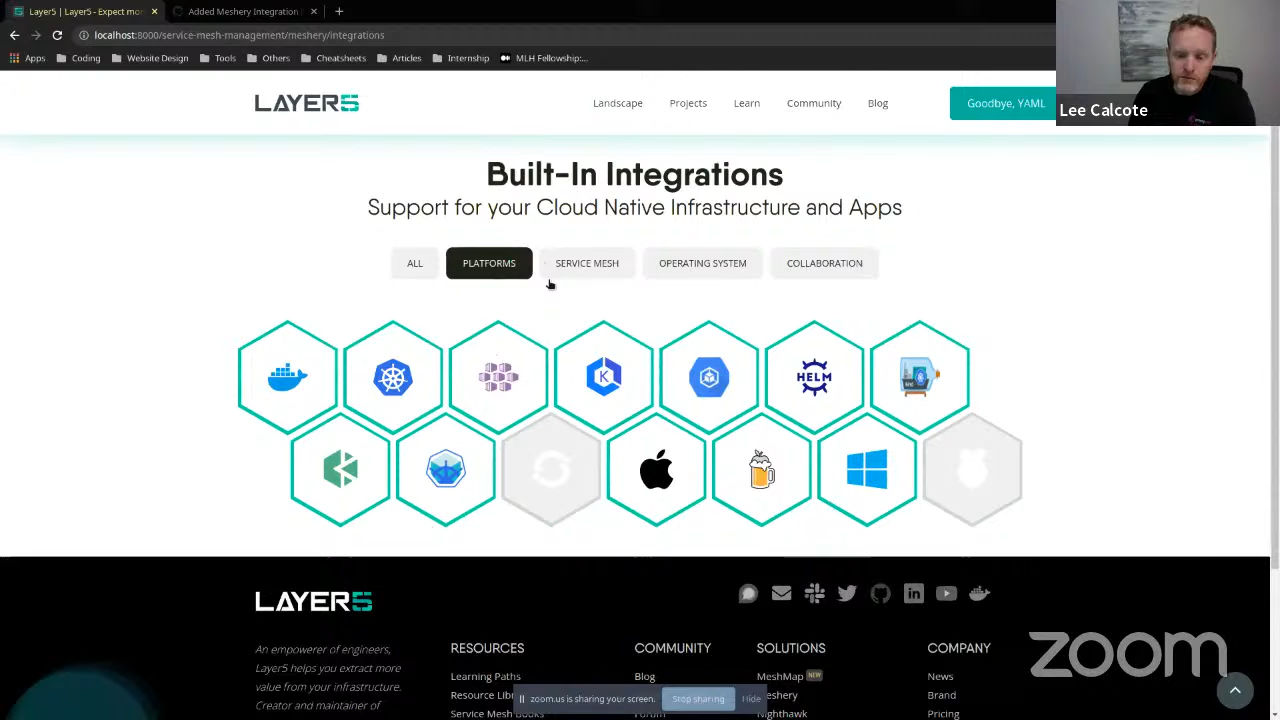 Layer5 | Layer5 - Expect mo
Added Meshery Integration
localhost:8000/service-mesh-management/meshery/integrations
Apps
Coding
Website Design
Tools
Others
Cheatsheets
Articles
Internship
MLH Fellowship:...
Lee Calcote
LAYER5
Landscape
Projects
Learn
Community
Blog
Goodbye, YAML
Built-In Integrations
Support for your Cloud Native Infrastructure and Apps
ALL
PLATFORMS
SERVICE MESH
OPERATING SYSTEM
COLLABORATION
K
HELM
LAYER5
An empowerer of engineers,
Layer5 helps you extract more
value from your infrastructure.
Creator and maintainer of
RESOURCES
Learning Paths
Resource Lib
Service Mesh Books
COMMUNITY
Blog
Forum
SOLUTIONS
MeshMap NEW
Meshery
Nighthawk
COMPANY
News
Brand
Pricing
zoom.us is sharing your screen.
Stop sharing
Hide
zoom